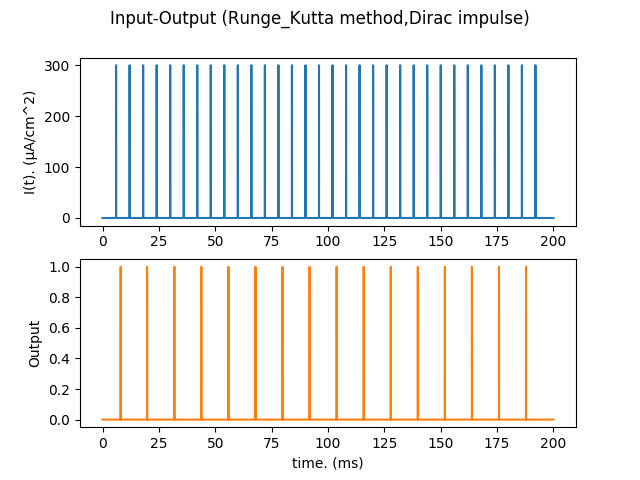 Input-Output (Runge_Kutta method,Dirac impulse)
300
200
100
0
I(t). (µA/cm^2)
0 25 50 75 100 125 150 175 200
1.0
0.8
0.6
0.4
0.2
0.0
Output
0 25 50 75 100 125 150 175 200
time. (ms)